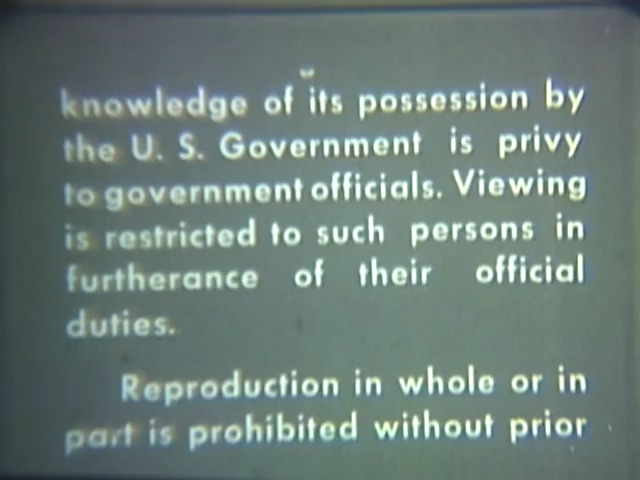 knowledge of its possession by
the U. S. Government is privy
to government officials. Viewing
is restricted to such persons in
furtherance of their official
duties.
Reproduction in whole or in
part is prohibited without prior